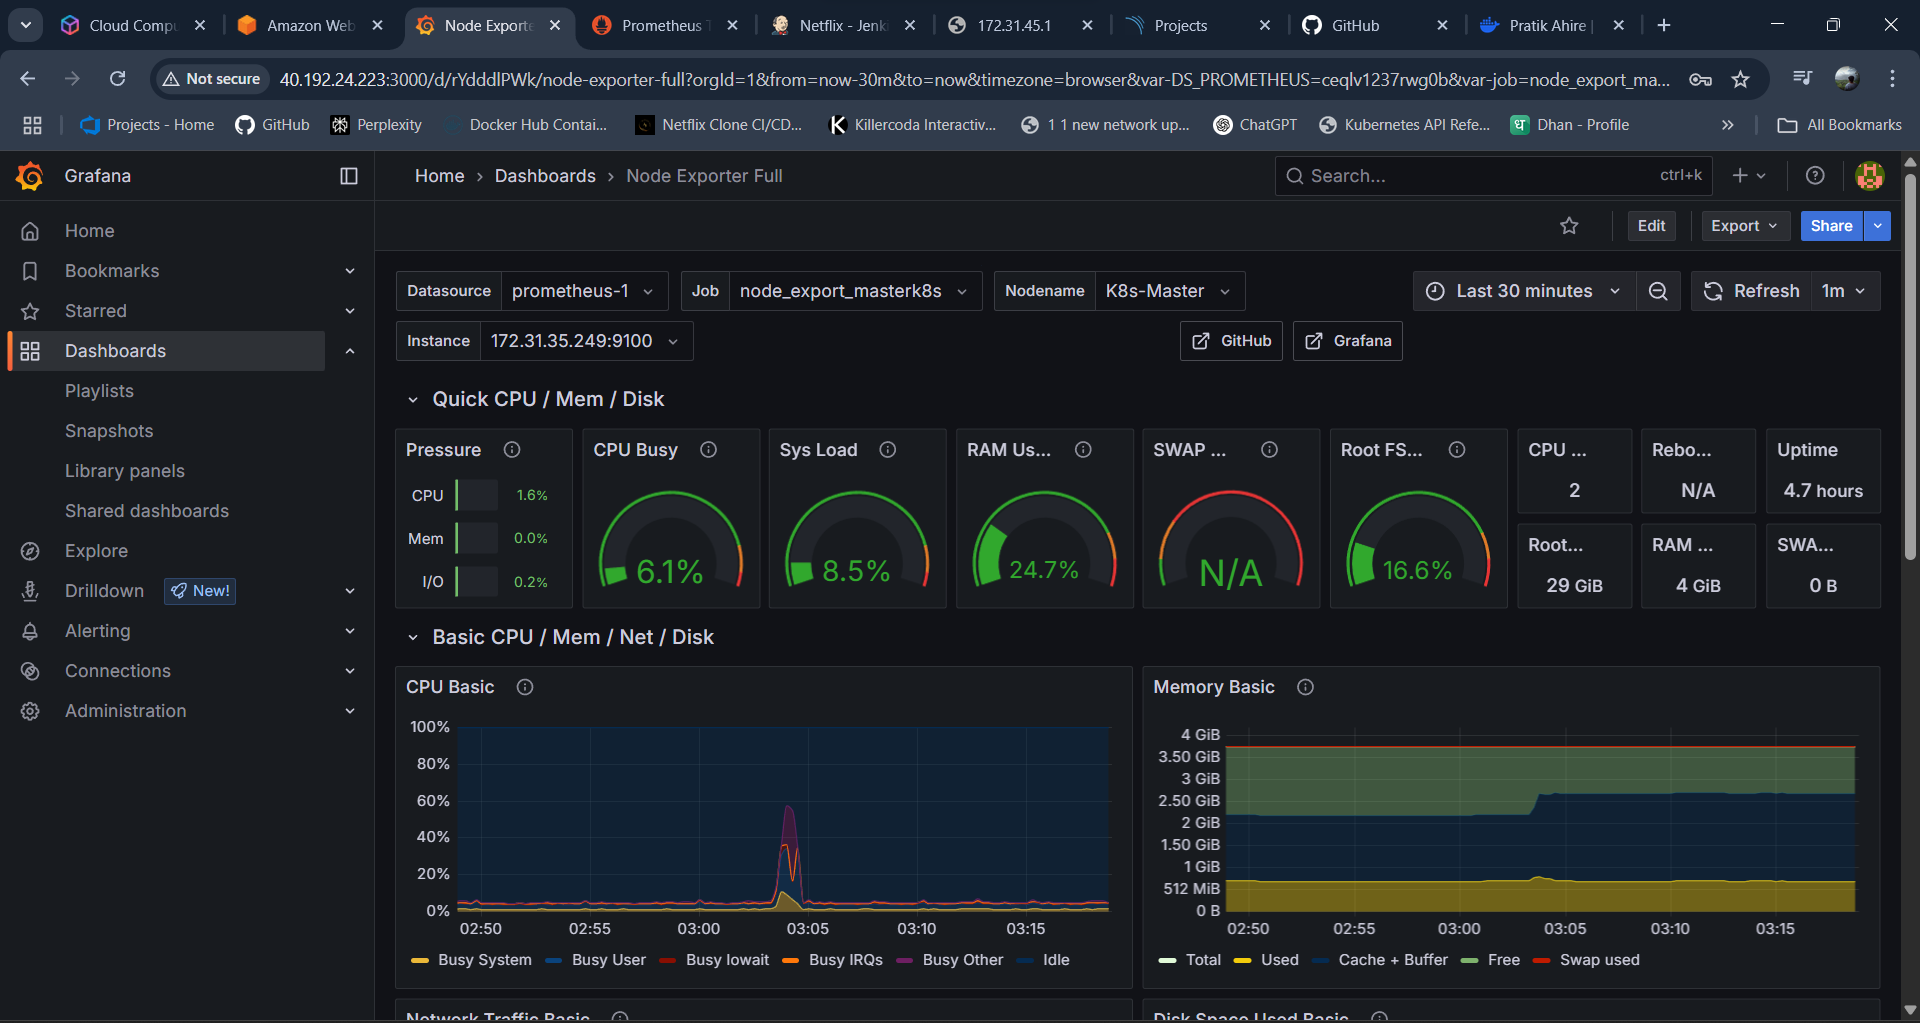 Cloud Compu
Amazon Web
Node Exporte
Prometheus T
Netflix - Jenk
172.31.45.1
Projects
GitHub
Pratik Ahire |
Not secure
40.192.24.223:3000/d/rYdddlPWk/node-exporter-full?orgId=1&from=now-30m&to=now&timezone=browser&var-DS_PROMETHEUS=ceqlv1237rwg0b&var-job=node_export_ma...
Projects - Home
GitHub
Perplexity
Docker Hub Contai...
Netflix Clone CI/CD...
Killercoda Interactiv...
1 1 new network up...
ChatGPT
Kubernetes API Refe...
Dhan - Profile
All Bookmarks
Grafana
Home › Dashboards › Node Exporter Full
Search...
ctrl+k
Edit
Export
Share
Home
Bookmarks
Starred
Dashboards
Playlists
Snapshots
Library panels
Shared dashboards
Explore
Drilldown
New!
Alerting
Connections
Administration
Datasource
prometheus-1
Job
node_export_masterk8s
Nodename
K8s-Master
Last 30 minutes
Refresh
1m
Instance
172.31.35.249:9100
GitHub
Grafana
Quick CPU / Mem / Disk
Pressure
CPU 1.6%
Mem 0.0%
I/O 0.2%
CPU Busy
6.1%
Sys Load
8.5%
RAM Us...
24.7%
SWAP ...
N/A
Root FS...
16.6%
CPU ...
2
Rebo...
N/A
Uptime
4.7 hours
Root...
29 GiB
RAM ...
4 GiB
SWA...
0 B
Basic CPU / Mem / Net / Disk
CPU Basic
100%
80%
60%
40%
20%
0%
02:50 02:55 03:00 03:05 03:10 03:15
Busy System Busy User Busy Iowait Busy IRQs Busy Other Idle
Memory Basic
4 GiB
3.50 GiB
3 GiB
2.50 GiB
2 GiB
1.50 GiB
1 GiB
512 MiB
0 B
02:50 02:55 03:00 03:05 03:10 03:15
Total Used Cache + Buffer Free Swap used
Network Traffic Basic
Disk Space Used Basic